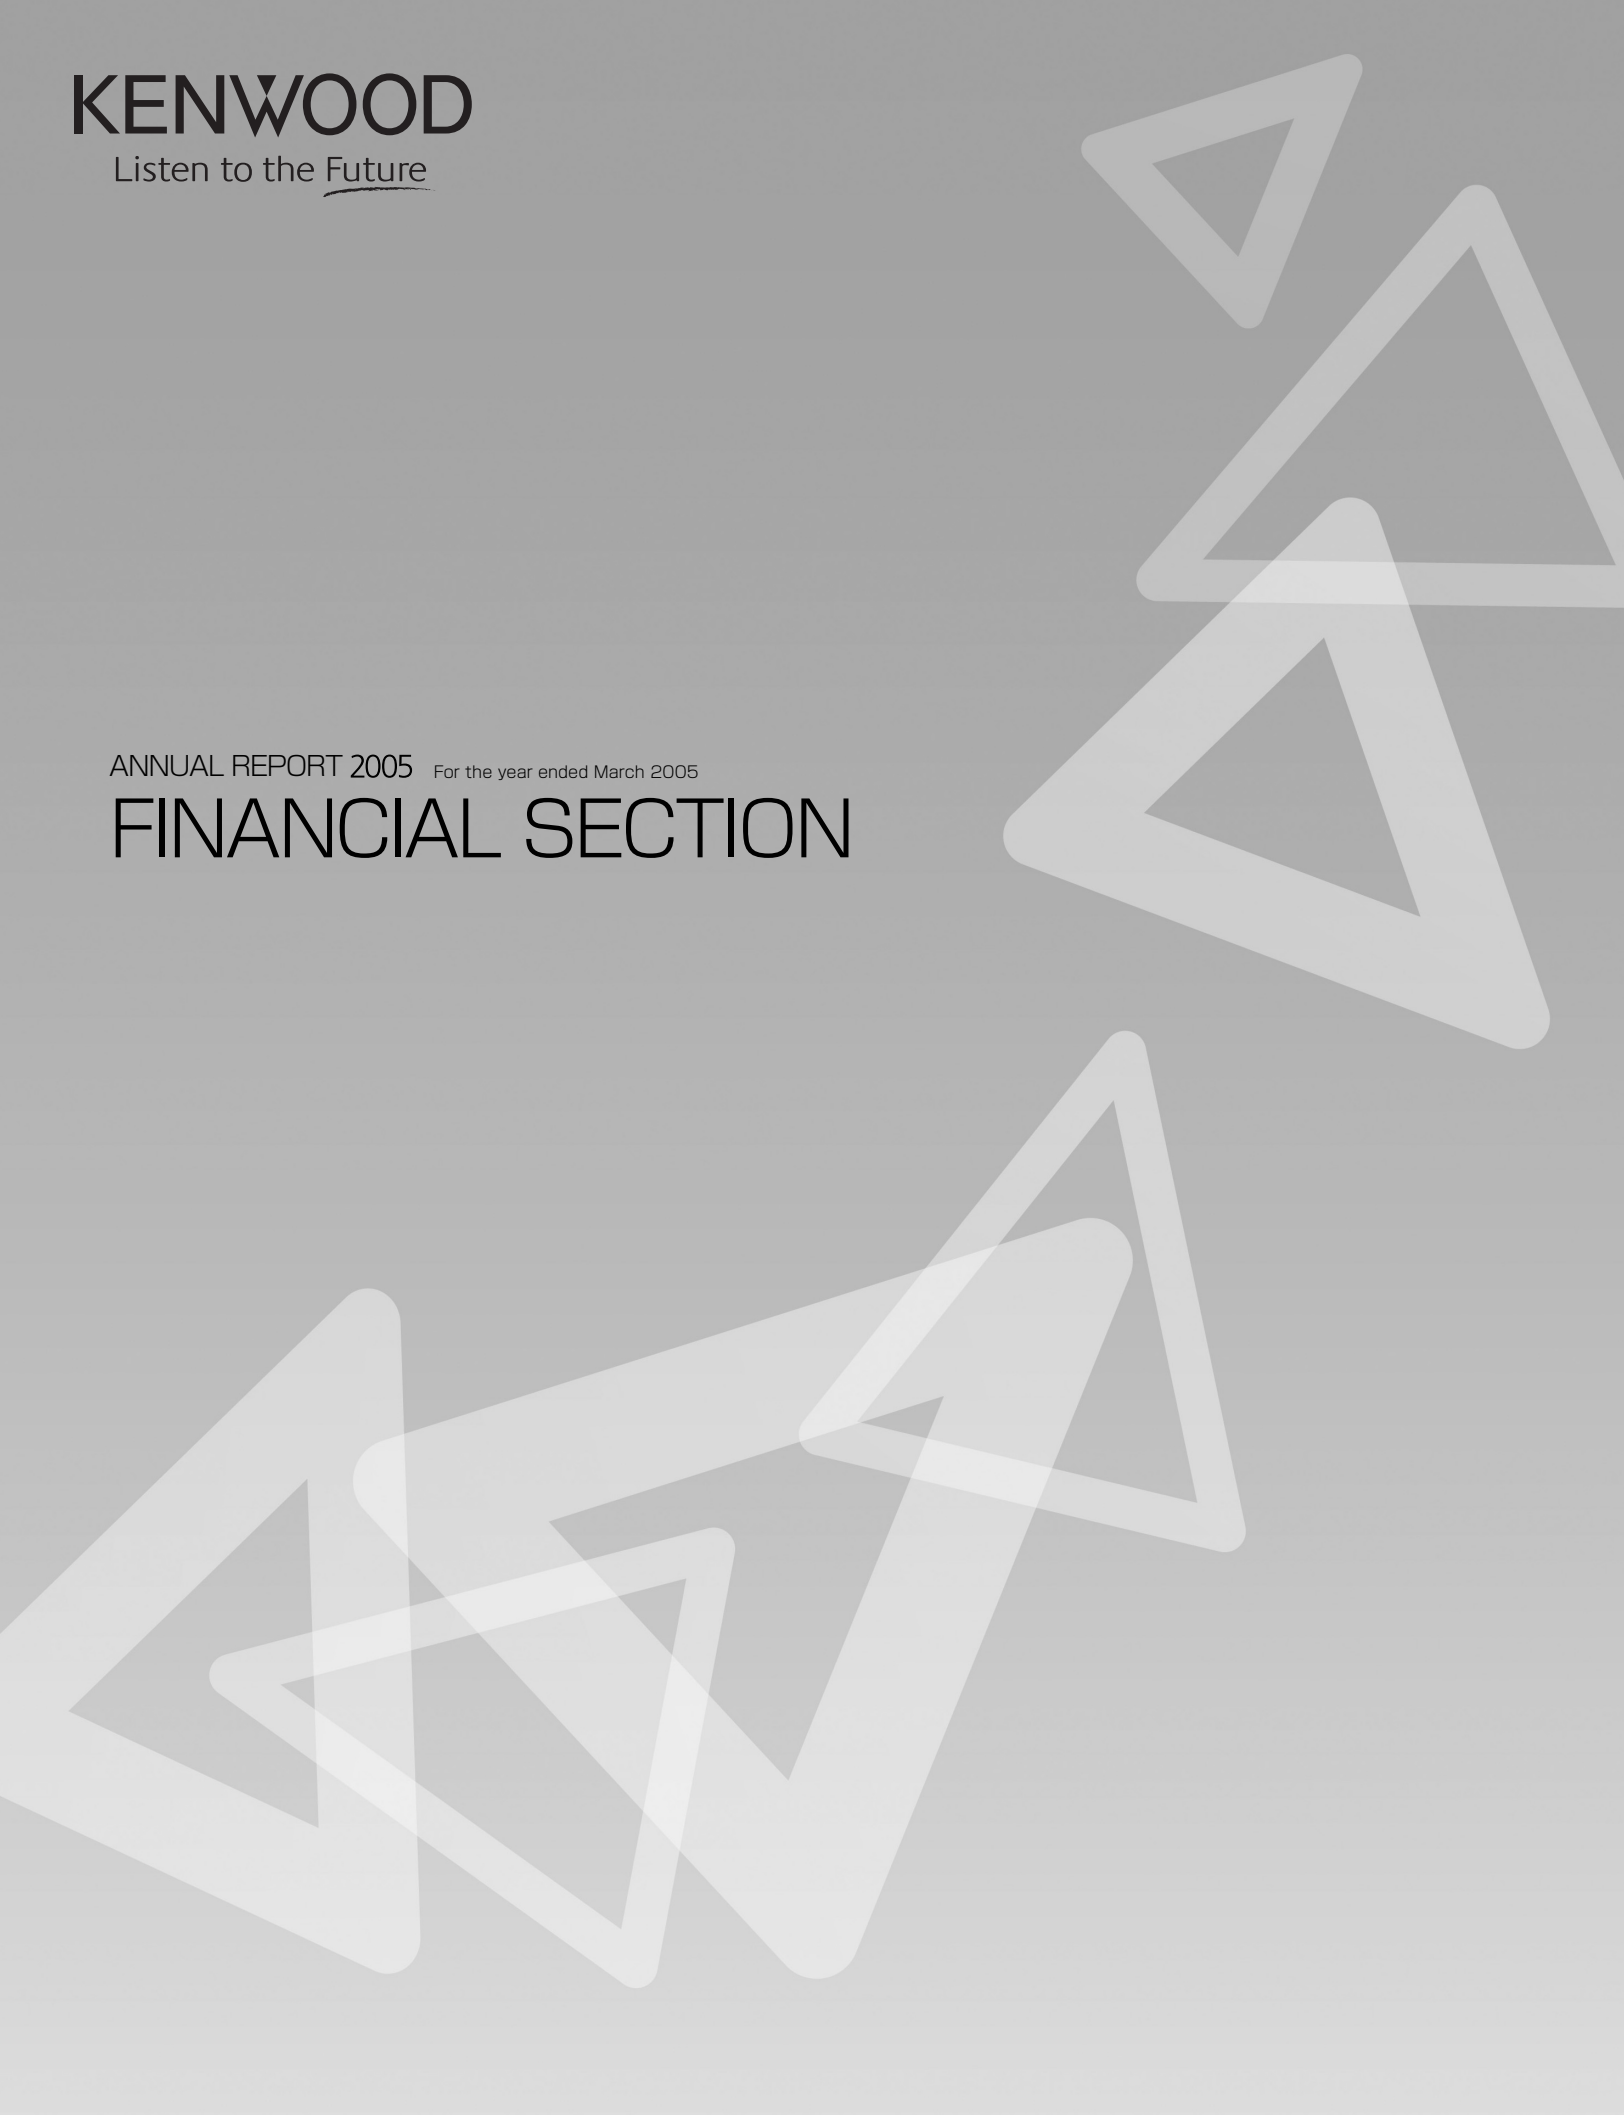 KENWOOD
Listen to the Future
ANNUAL REPORT 2005 For the year ended March 2005
FINANCIAL SECTION